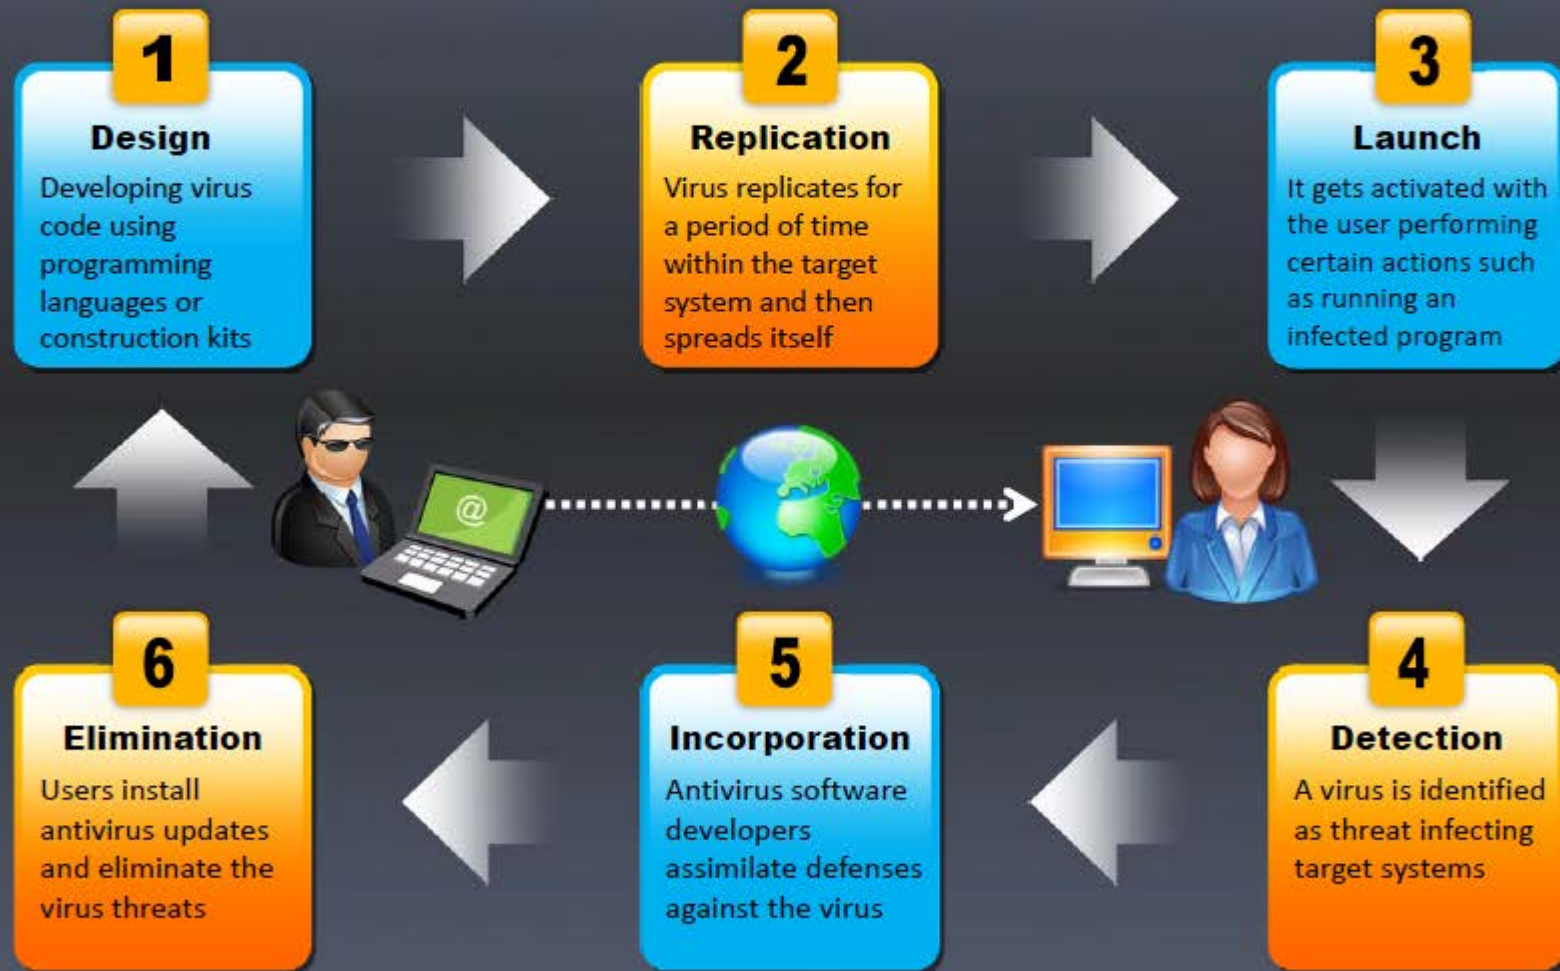 1
Design
Developing virus
code using
programming
languages or
construction kits
2
Replication
Virus replicates for
a period of time
within the target
system and then
spreads itself
3
Launch
It gets activated with
the user performing
certain actions such
as running an
infected program
@
4
Detection
A virus is identified
as threat infecting
target systems
5
Incorporation
Antivirus software
developers
assimilate defenses
against the virus
6
Elimination
Users install
antivirus updates
and eliminate the
virus threats